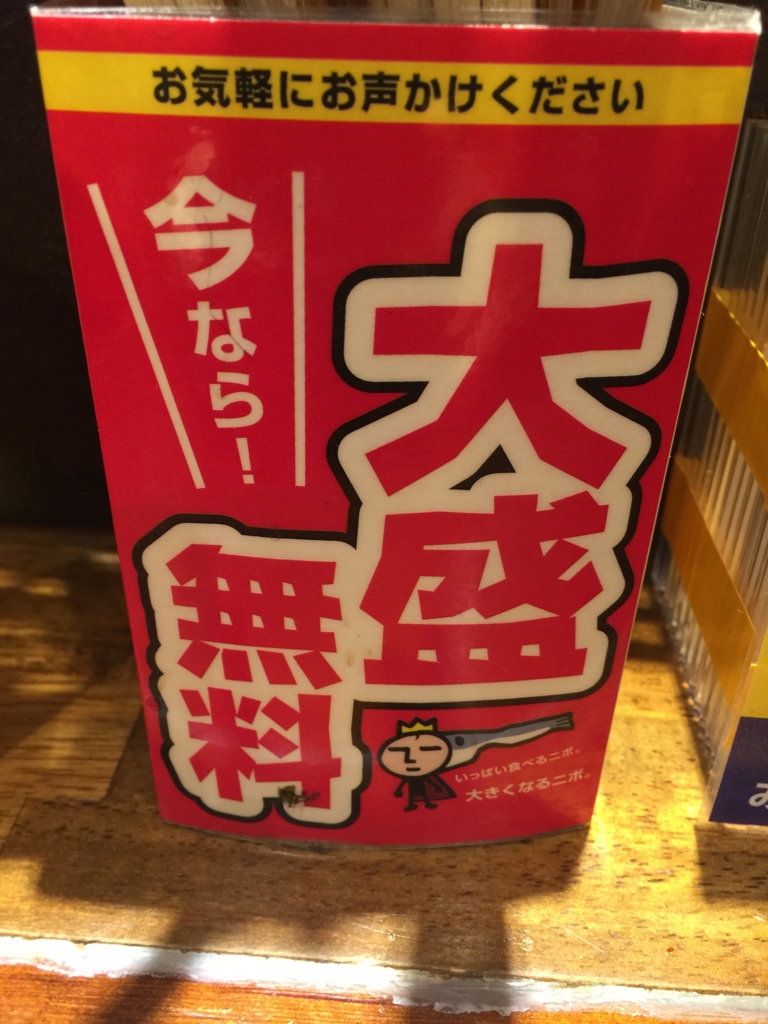 お気軽にお声かけください
今なら!
大盛
無料
いっぱい食べるニボ。
大きくなるニボ。
み